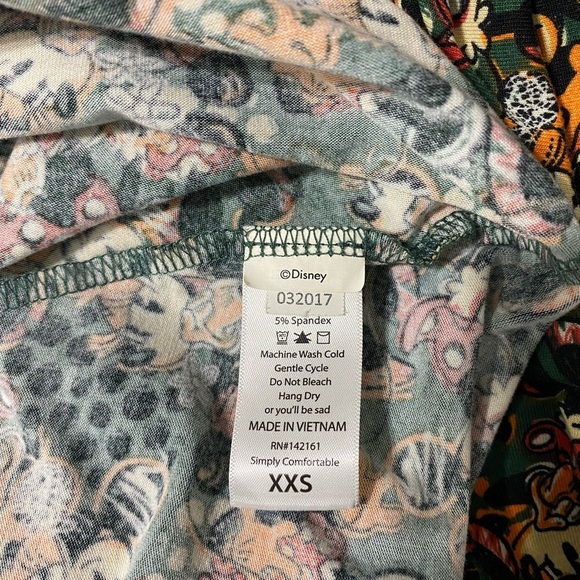 ©Disney
032017
5% Spandex
Machine Wash Cold
Gentle Cycle
Do Not Bleach
Hang Dry
or you'll be sad
MADE IN VIETNAM
RN#142161
Simply Comfortable
XXS